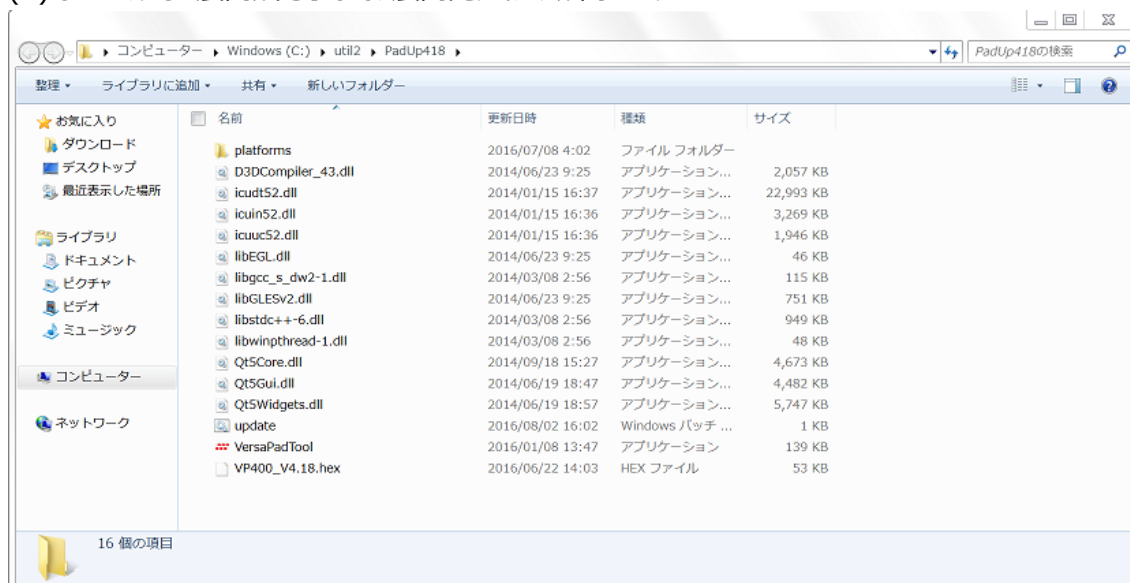 コンピューター ▸ Windows (C:) ▸ util2 ▸ PadUp418 ▸ PadUp418の検索
整理 ライブラリに追加 共有 新しいフォルダー
お気に入り
ダウンロード
デスクトップ
最近表示した場所
ライブラリ
ドキュメント
ピクチャ
ビデオ
ミュージック
コンピューター
ネットワーク
名前 更新日時 種類 サイズ
platforms 2016/07/08 4:02 ファイル フォルダー
D3DCompiler_43.dll 2014/06/23 9:25 アプリケーション... 2,057 KB
icudt52.dll 2014/01/15 16:37 アプリケーション... 22,993 KB
icuin52.dll 2014/01/15 16:36 アプリケーション... 3,269 KB
icuuc52.dll 2014/01/15 16:36 アプリケーション... 1,946 KB
libEGL.dll 2014/06/23 9:25 アプリケーション... 46 KB
libgcc_s_dw2-1.dll 2014/03/08 2:56 アプリケーション... 115 KB
libGLESv2.dll 2014/06/23 9:25 アプリケーション... 751 KB
libstdc++-6.dll 2014/03/08 2:56 アプリケーション... 949 KB
libwinpthread-1.dll 2014/03/08 2:56 アプリケーション... 48 KB
Qt5Core.dll 2014/09/18 15:27 アプリケーション... 4,673 KB
Qt5Gui.dll 2014/06/19 18:47 アプリケーション... 4,482 KB
Qt5Widgets.dll 2014/06/19 18:57 アプリケーション... 5,747 KB
update 2016/08/02 16:02 Windows バッチ ... 1 KB
VersaPadTool 2016/01/08 13:47 アプリケーション 139 KB
VP400_V4.18.hex 2016/06/22 14:03 HEX ファイル 53 KB
16 個の項目